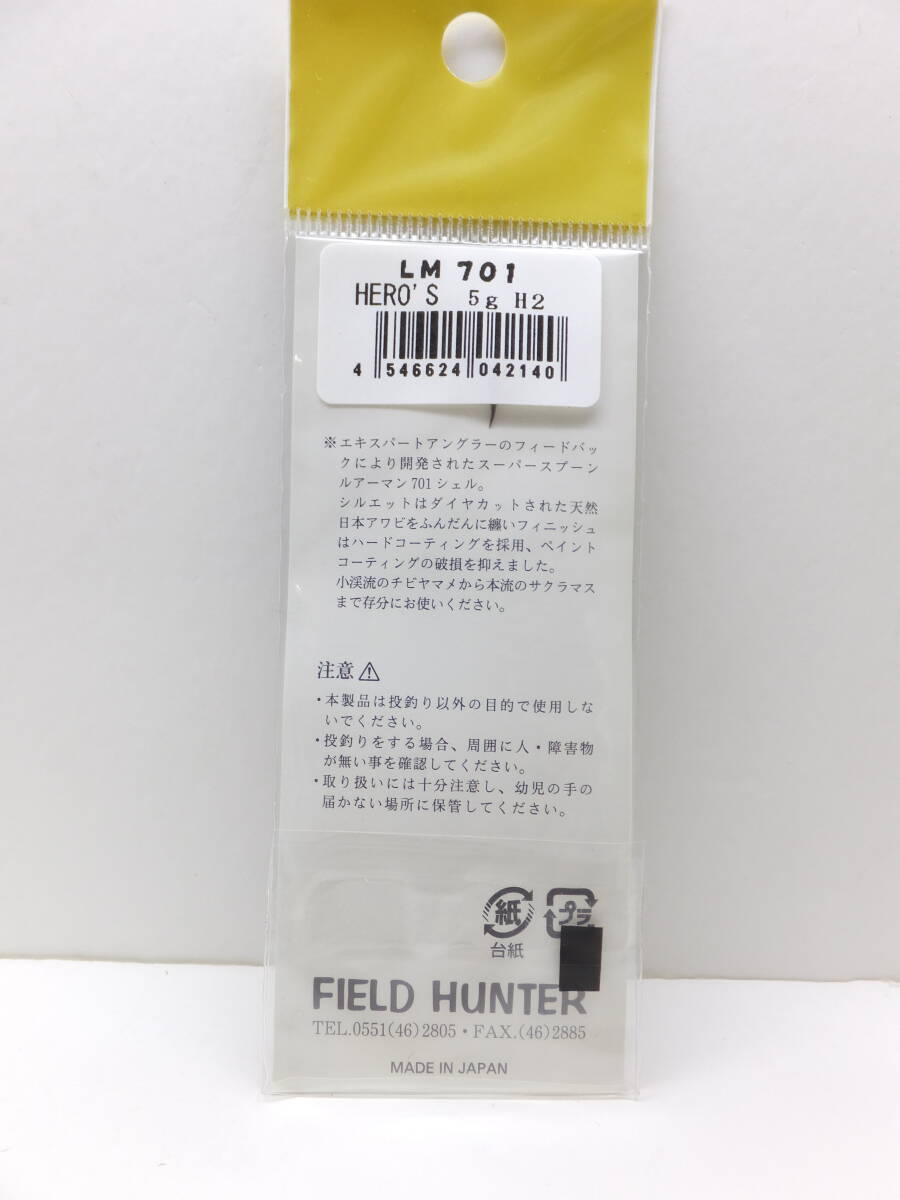 LM 701
HERO'S 5g H2
4 546624 042140
※エキスパートアングラーのフィードバッ
クにより開発されたスーパースプーン
ルアーマン701シェル。
シルエットはダイヤカットされた天然
日本アワビをふんだんに纏いフィニッシュ
はハードコーティングを採用、ペイント
コーティングの破損を抑えました。
小渓流のチビヤマメから本流のサクラマス
まで存分にお使いください。
注意⚠
・本製品は投釣り以外の目的で使用しな
いでください。
・投釣りをする場合、周囲に人・障害物
が無い事を確認してください。
・取り扱いには十分注意し、幼児の手の
届かない場所に保管してください。
紙 プラ
台紙
FIELD HUNTER
TEL.0551(46)2805・FAX.(46)2885
MADE IN JAPAN